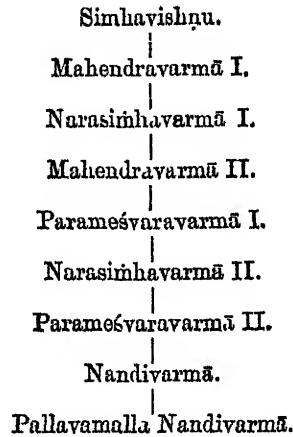 Simhavishṇu.
Mahendravarmā I.
Narasiṁhavarmā I.
Mahendravarmā II.
Parameśvaravarmā I.
Narasiṁhavarmā II.
Parameśvaravarmā II.
Nandivarmā.
Pallavamalla Nandivarmā.